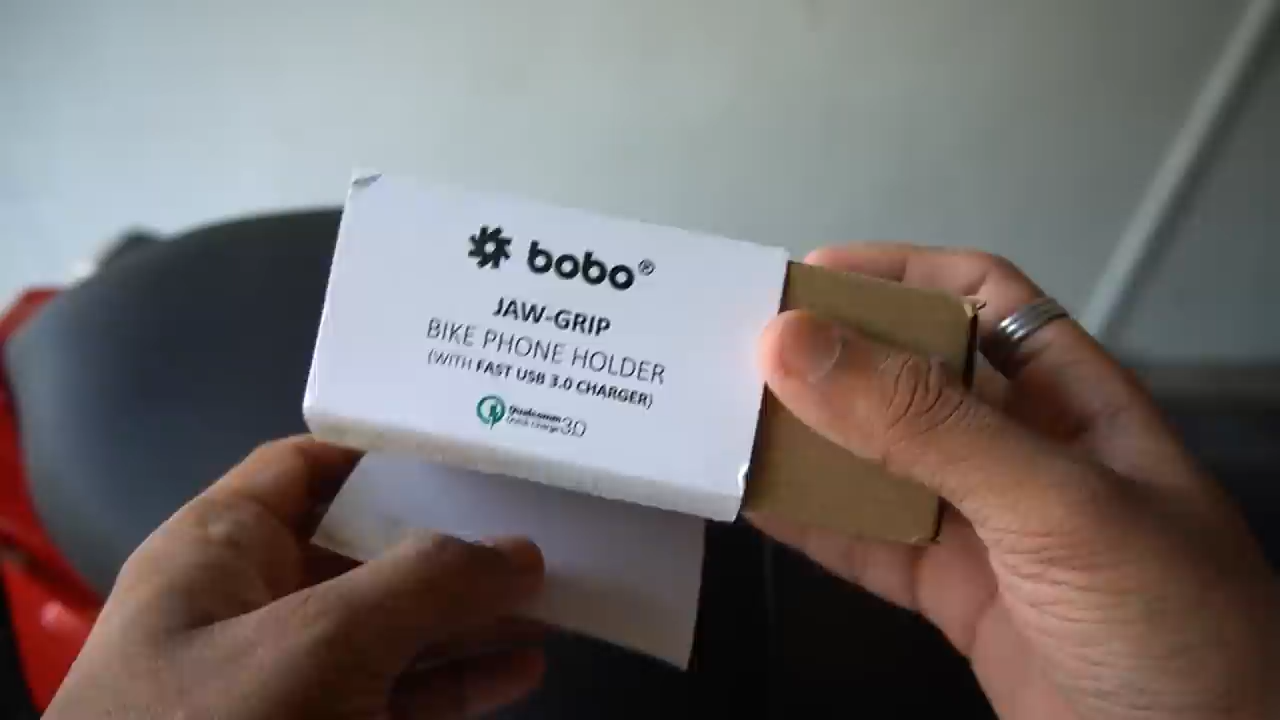 bobo®
JAW-GRIP
BIKE PHONE HOLDER
(WITH FAST USB 3.0 CHARGER)
Qualcomm
Quick Charge 3.0